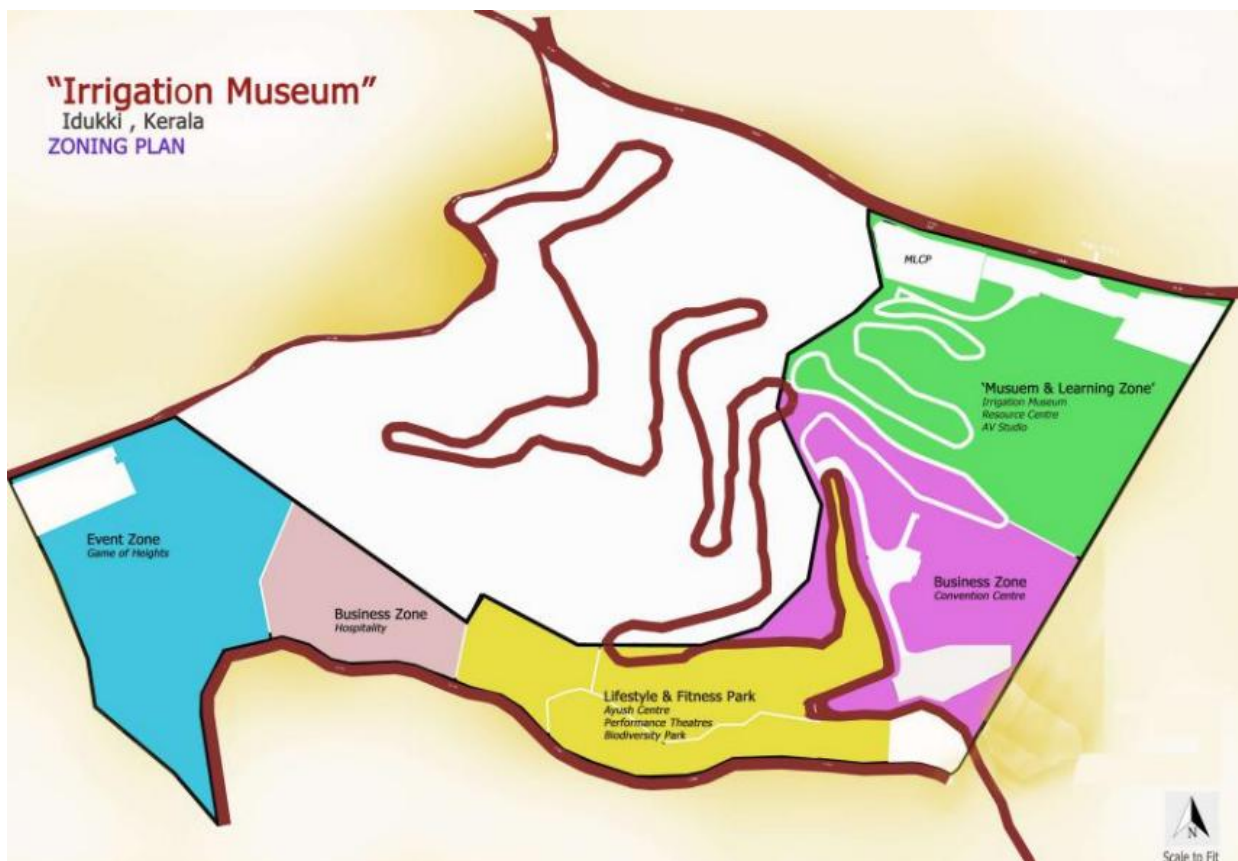 “Irrigation Museum”
Idukki , Kerala
ZONING PLAN
MLCP
‘Musuem & Learning Zone’
Irrigation Museum
Resource Centre
AV Studio
Event Zone
Game of Heights
Business Zone
Hospitality
Business Zone
Convention Centre
Lifestyle & Fitness Park
Ayush Centre
Performance Theatres
Biodiversity Park
N
Scale to Fit